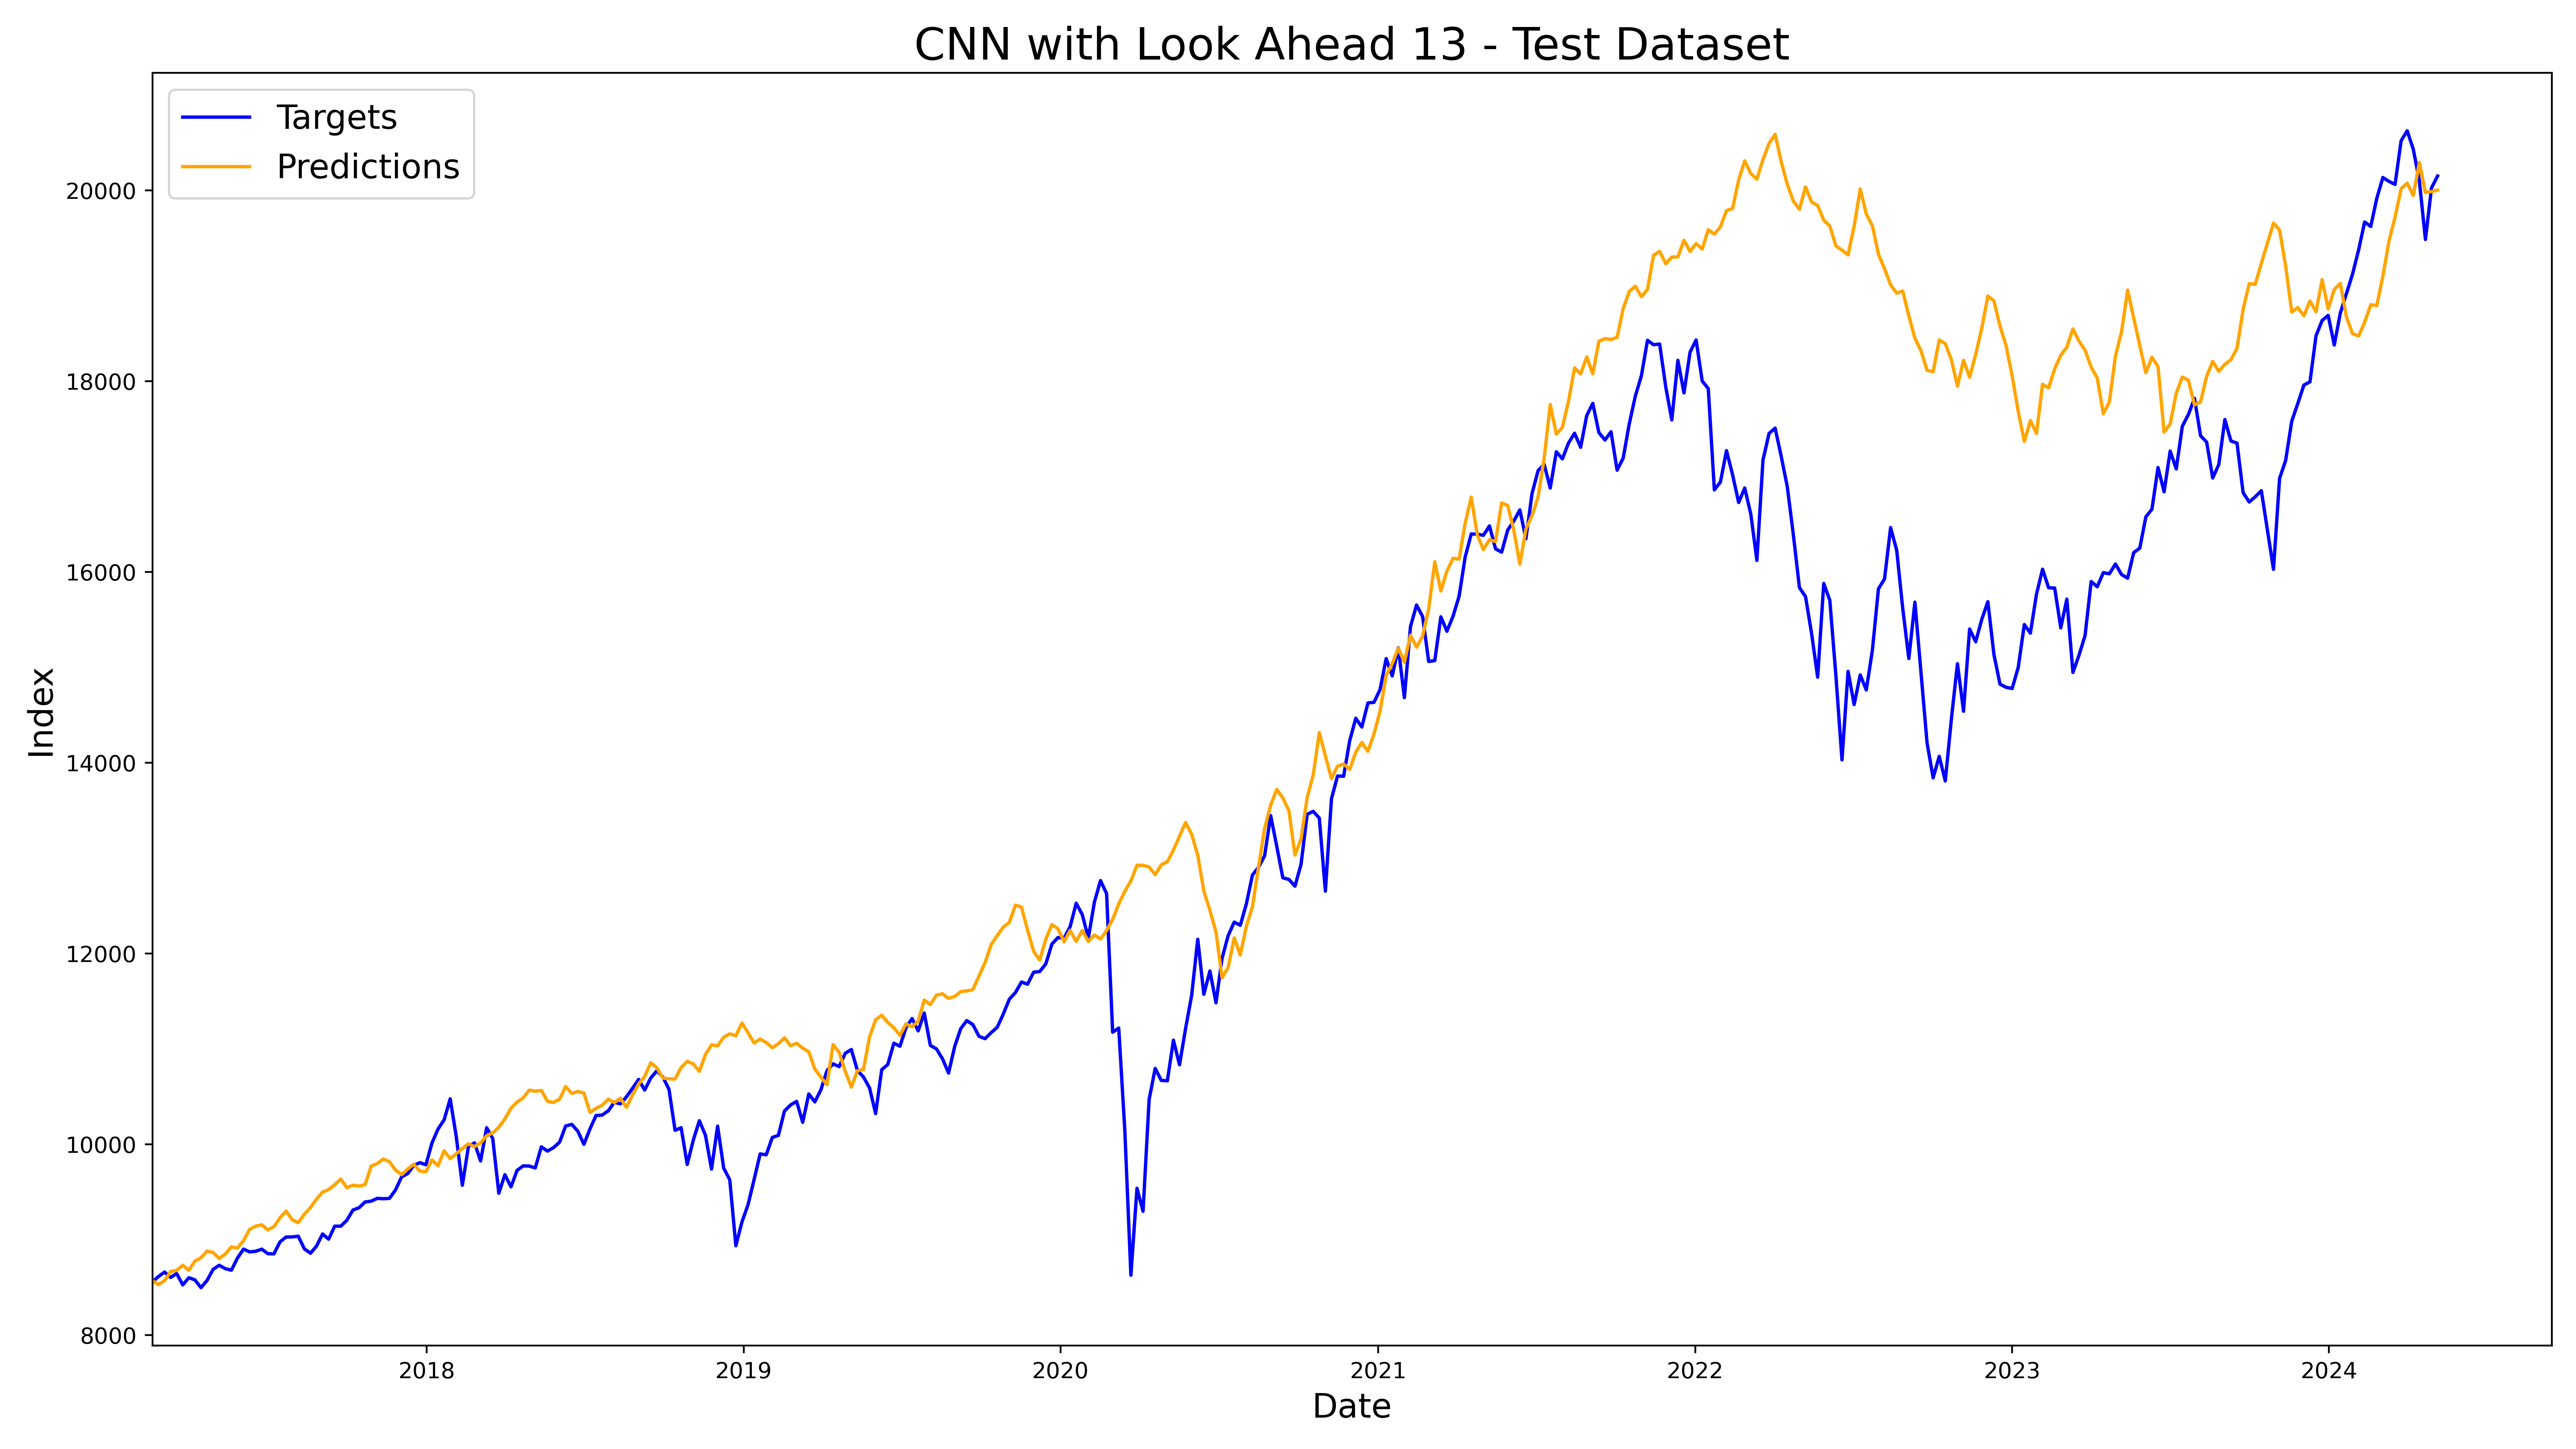 CNN with Look Ahead 13 - Test Dataset
Targets
Predictions
Index
20000
18000
16000
14000
12000
10000
8000
2018 2019 2020 2021 2022 2023 2024
Date